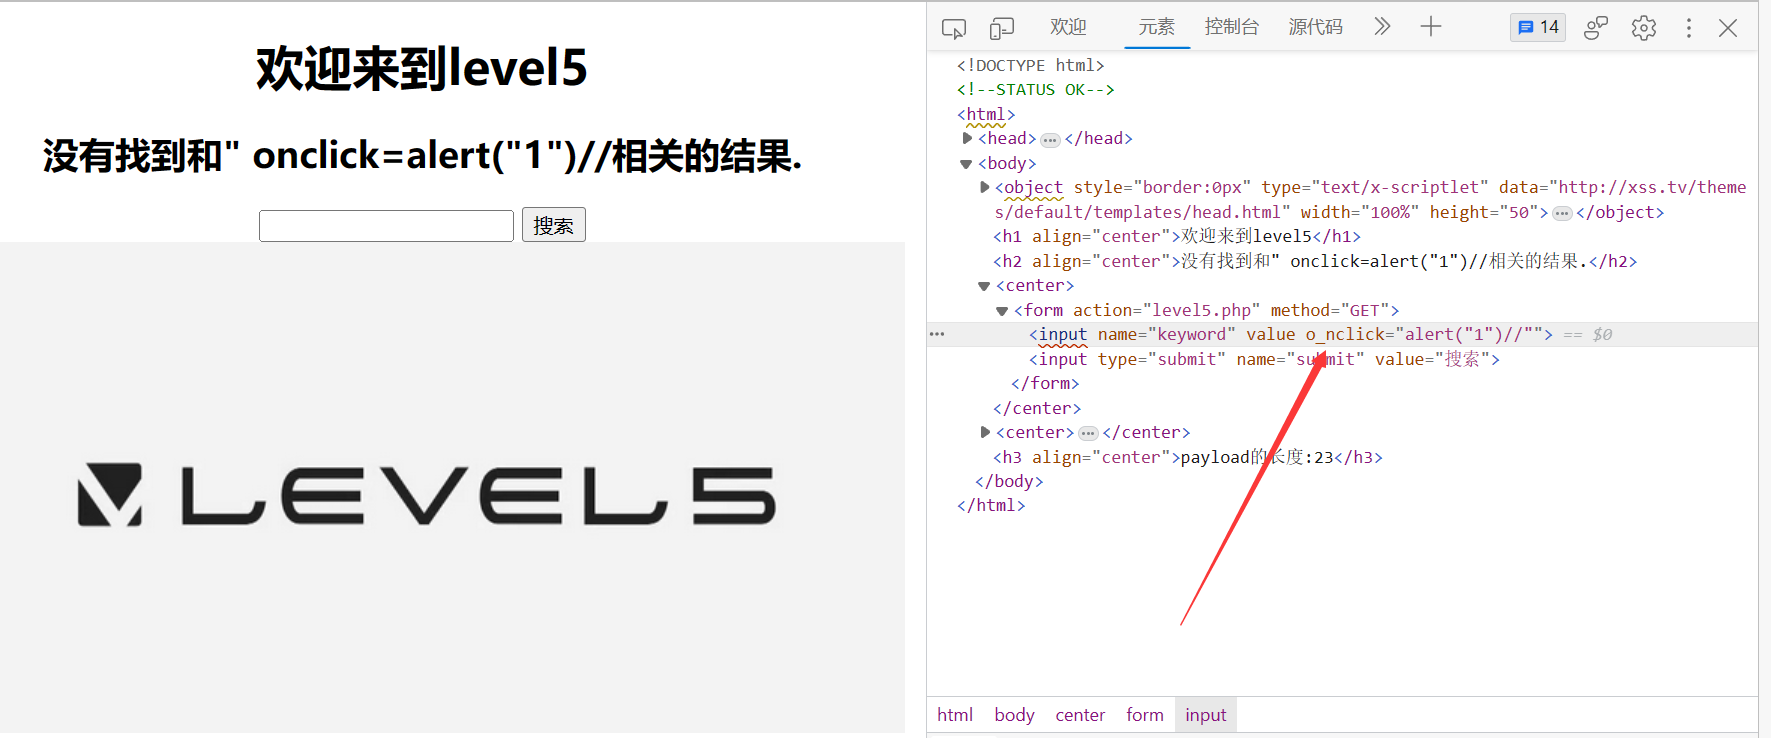 欢迎来到level5
没有找到和" onclick=alert("1")//相关的结果.
搜索
LEVEL5
欢迎 元素 控制台 源代码 14
<!DOCTYPE html>
<!--STATUS OK-->
<html>
<head> ••• </head>
<body>
<object style="border:0px" type="text/x-scriptlet" data="http://xss.tv/theme
s/default/templates/head.html" width="100%" height="50"> ••• </object>
<h1 align="center">欢迎来到level5</h1>
<h2 align="center">没有找到和" onclick=alert("1")//相关的结果.</h2>
<center>
<form action="level5.php" method="GET">
••• <input name="keyword" value o_nclick="alert("1")//""> == $0
<input type="submit" name="submit" value="搜索">
</form>
</center>
<center> ••• </center>
<h3 align="center">payload的长度:23</h3>
</body>
</html>
html body center form input